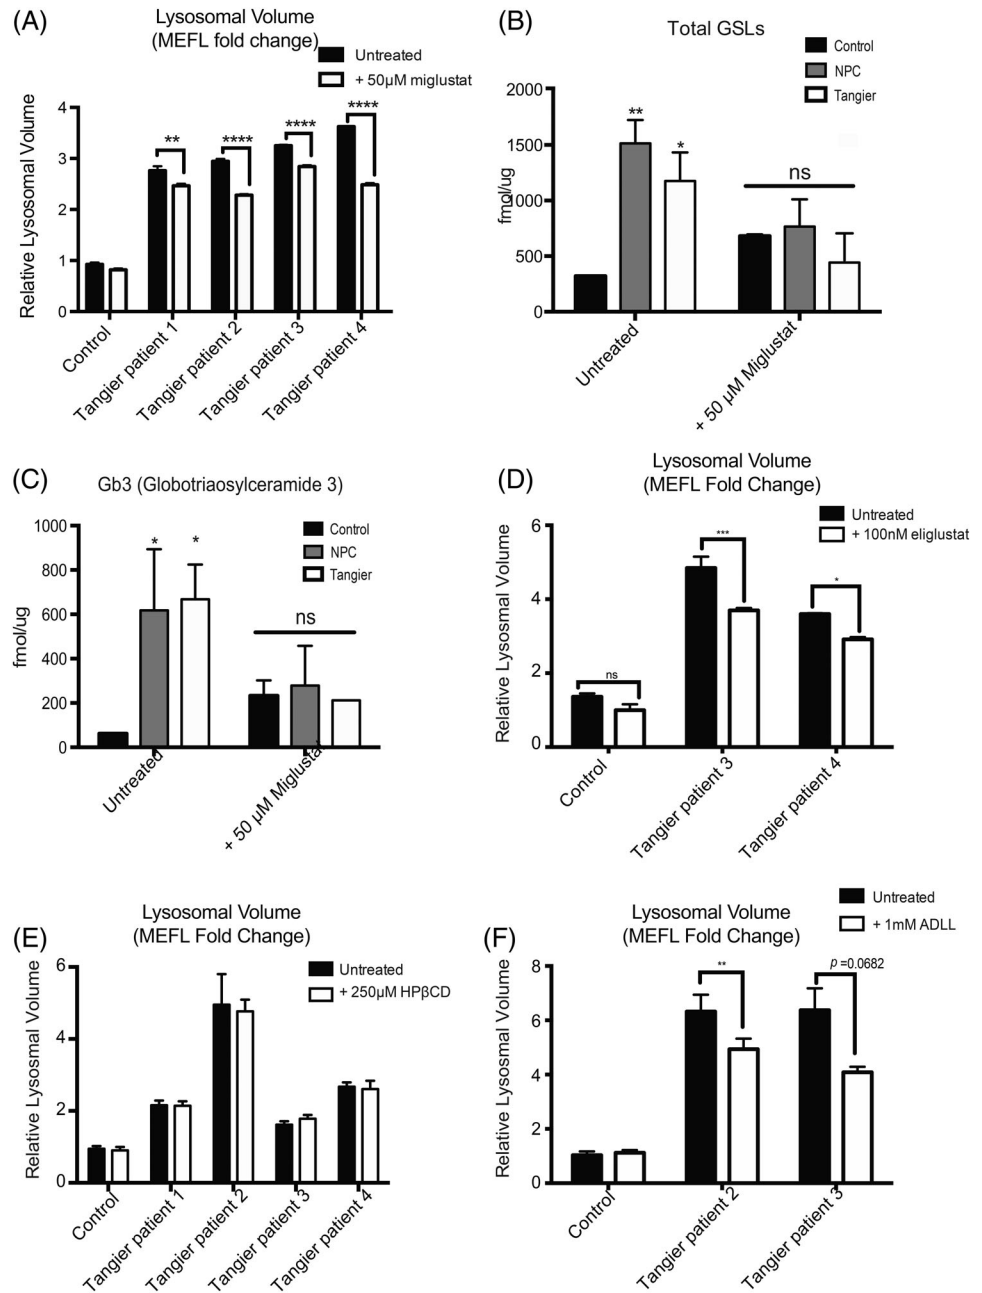 (A)
Lysosomal Volume
(MEFL fold change)
Untreated
+ 50µM miglustat
Relative Lysosomal Volume
4
3
2
1
0
**
****
****
****
Control
Tangier patient 1
Tangier patient 2
Tangier patient 3
Tangier patient 4
(B)
Total GSLs
Control
NPC
Tangier
fmol/ug
2000
1500
1000
500
0
**
*
ns
Untreated
+ 50 µM Miglustat
(C)
Gb3 (Globotriaosylceramide 3)
Control
NPC
Tangier
fmol/ug
1000
800
600
400
200
0
*
*
ns
Untreated
+ 50 µM Miglustat
(D)
Lysosomal Volume
(MEFL Fold Change)
Untreated
+ 100nM eliglustat
Relative Lysosmal Volume
6
4
2
0
ns
***
*
Control
Tangier patient 3
Tangier patient 4
(E)
Lysosomal Volume
(MEFL Fold Change)
Untreated
+ 250µM HPβCD
Relative Lysosmal Volume
6
4
2
0
Control
Tangier patient 1
Tangier patient 2
Tangier patient 3
Tangier patient 4
(F)
Lysosomal Volume
(MEFL Fold Change)
Untreated
+ 1mM ADLL
Relative Lysosmal Volume
8
6
4
2
0
**
p =0.0682
Control
Tangier patient 2
Tangier patient 3